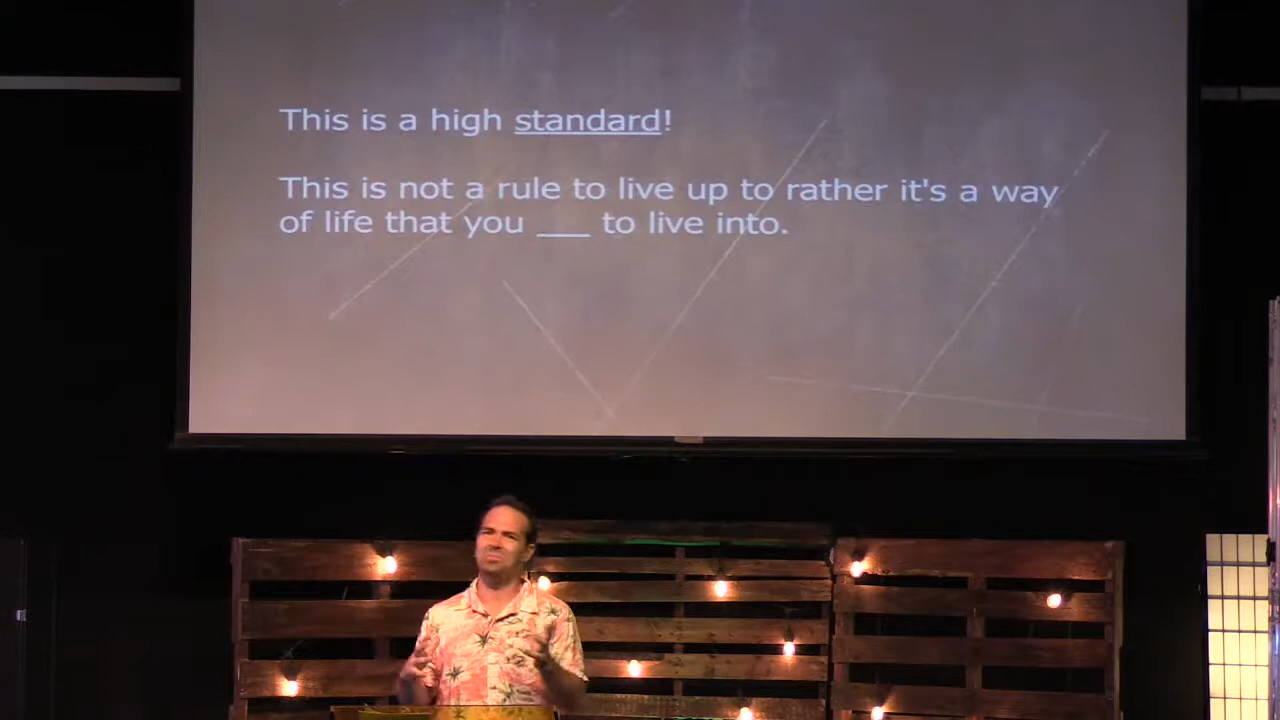 This is a high standard!
This is not a rule to live up to rather it's a way
of life that you ___ to live into.